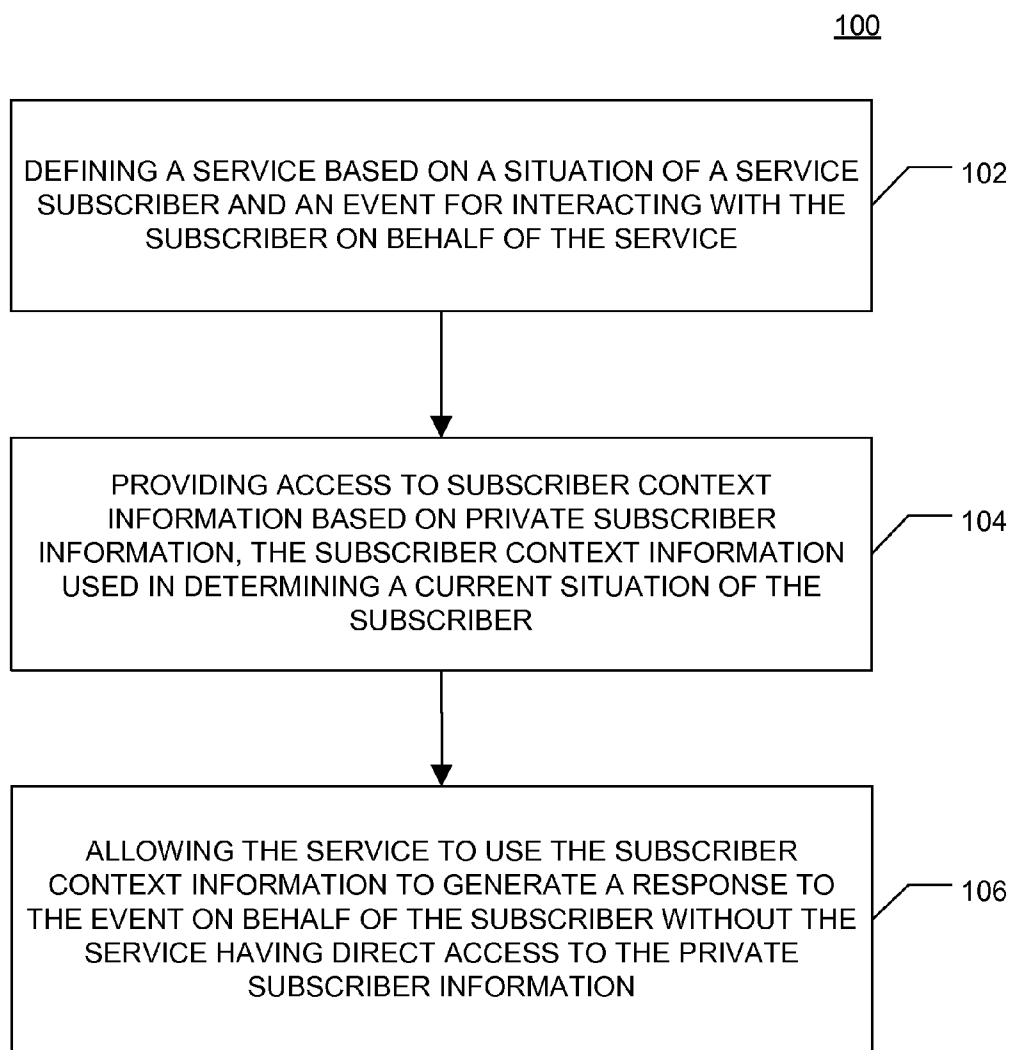 100
DEFINING A SERVICE BASED ON A SITUATION OF A SERVICE
SUBSCRIBER AND AN EVENT FOR INTERACTING WITH THE
SUBSCRIBER ON BEHALF OF THE SERVICE
102
PROVIDING ACCESS TO SUBSCRIBER CONTEXT
INFORMATION BASED ON PRIVATE SUBSCRIBER
INFORMATION, THE SUBSCRIBER CONTEXT INFORMATION
USED IN DETERMINING A CURRENT SITUATION OF THE
SUBSCRIBER
104
ALLOWING THE SERVICE TO USE THE SUBSCRIBER
CONTEXT INFORMATION TO GENERATE A RESPONSE TO
THE EVENT ON BEHALF OF THE SUBSCRIBER WITHOUT THE
SERVICE HAVING DIRECT ACCESS TO THE PRIVATE
SUBSCRIBER INFORMATION
106